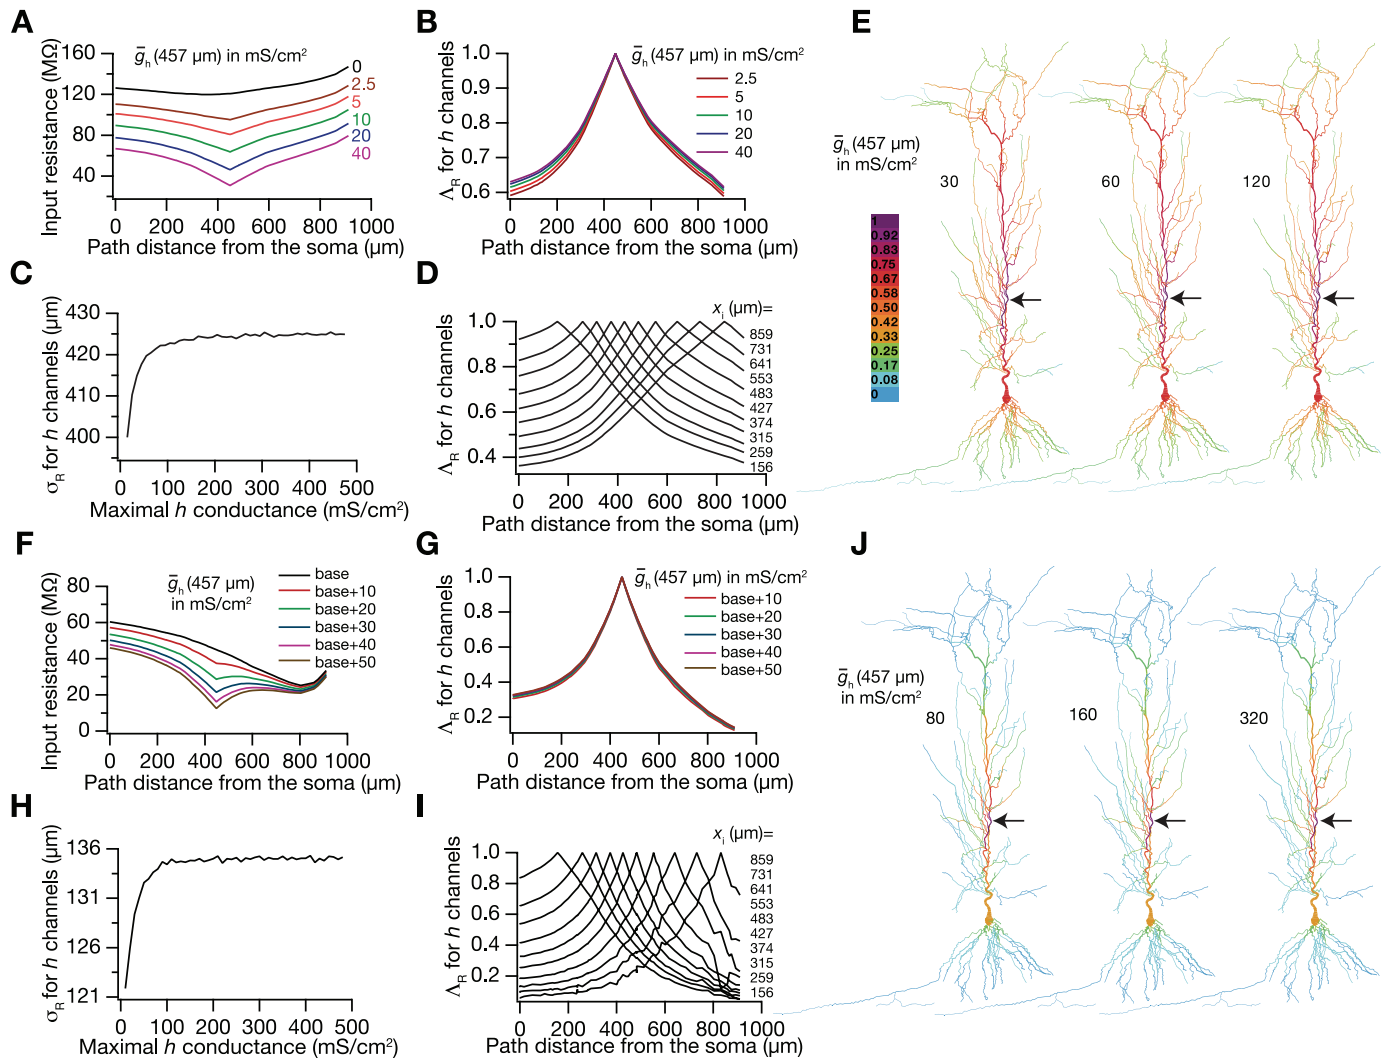 A
Input resistance (MΩ)
160
120
80
40
ḡh (457 µm) in mS/cm²
0
2.5
5
10
20
40
0 200 400 600 800 1000
Path distance from the soma (µm)
B
ΛR for h channels
1.0
0.9
0.8
0.7
0.6
ḡh (457 µm) in mS/cm²
2.5
5
10
20
40
0 200 400 600 800 1000
Path distance from the soma (µm)
C
σR for h channels (µm)
430
420
410
400
0 100 200 300 400 500
Maximal h conductance (mS/cm²)
D
ΛR for h channels
1.0
0.8
0.6
0.4
xi (µm)=
859
731
641
553
483
427
374
315
259
156
0 200 400 600 800 1000
Path distance from the soma (µm)
E
ḡh (457 µm)
in mS/cm²
30
60
120
1
0.92
0.83
0.75
0.67
0.58
0.50
0.42
0.33
0.25
0.17
0.08
0
F
Input resistance (MΩ)
80
60
40
20
0
ḡh (457 µm)
in mS/cm²
base
base+10
base+20
base+30
base+40
base+50
0 200 400 600 800 1000
Path distance from the soma (µm)
G
ΛR for h channels
1.0
0.8
0.6
0.4
0.2
ḡh (457 µm) in mS/cm²
base+10
base+20
base+30
base+40
base+50
0 200 400 600 800 1000
Path distance from the soma (µm)
H
σR for h channels (µm)
136
131
126
121
0 100 200 300 400 500
Maximal h conductance (mS/cm²)
I
ΛR for h channels
1.0
0.8
0.6
0.4
0.2
xi (µm)=
859
731
641
553
483
427
374
315
259
156
0 200 400 600 800 1000
Path distance from the soma (µm)
J
ḡh (457 µm)
in mS/cm²
80
160
320